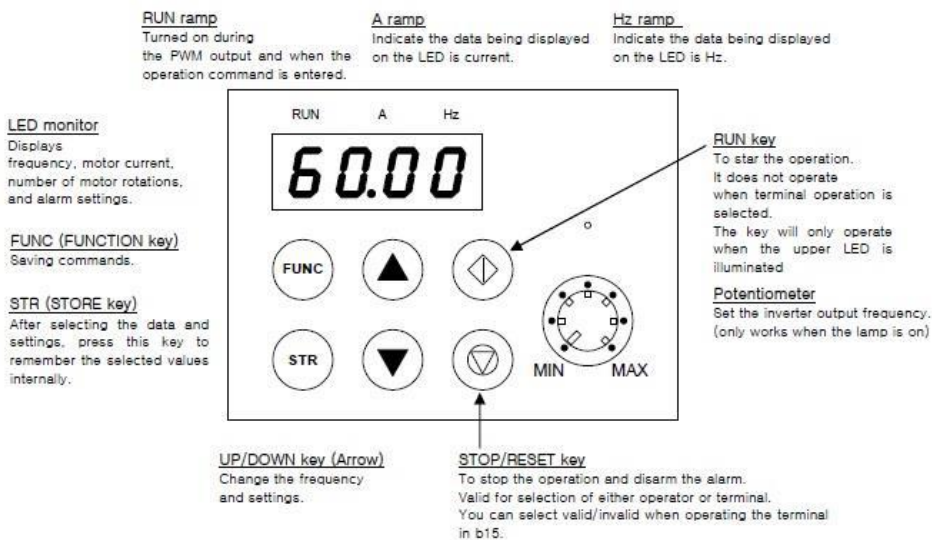 RUN ramp
Turned on during
the PWM output and when the
operation command is entered.
A ramp
Indicate the data being displayed
on the LED is current.
Hz ramp
Indicate the data being displayed
on the LED is Hz.
LED monitor
Displays
frequency, motor current,
number of motor rotations,
and alarm settings.
FUNC (FUNCTION key)
Saving commands.
STR (STORE key)
After selecting the data and
settings, press this key to
remember the selected values
internally.
RUN A Hz
60.00
FUNC
STR
MIN MAX
RUN key
To star the operation.
It does not operate
when terminal operation is
selected.
The key will only operate
when the upper LED is
illuminated
Potentiometer
Set the inverter output frequency.
(only works when the lamp is on)
UP/DOWN key (Arrow)
Change the frequency
and settings.
STOP/RESET key
To stop the operation and disarm the alarm.
Valid for selection of either operator or terminal.
You can select valid/invalid when operating the terminal
in b15.